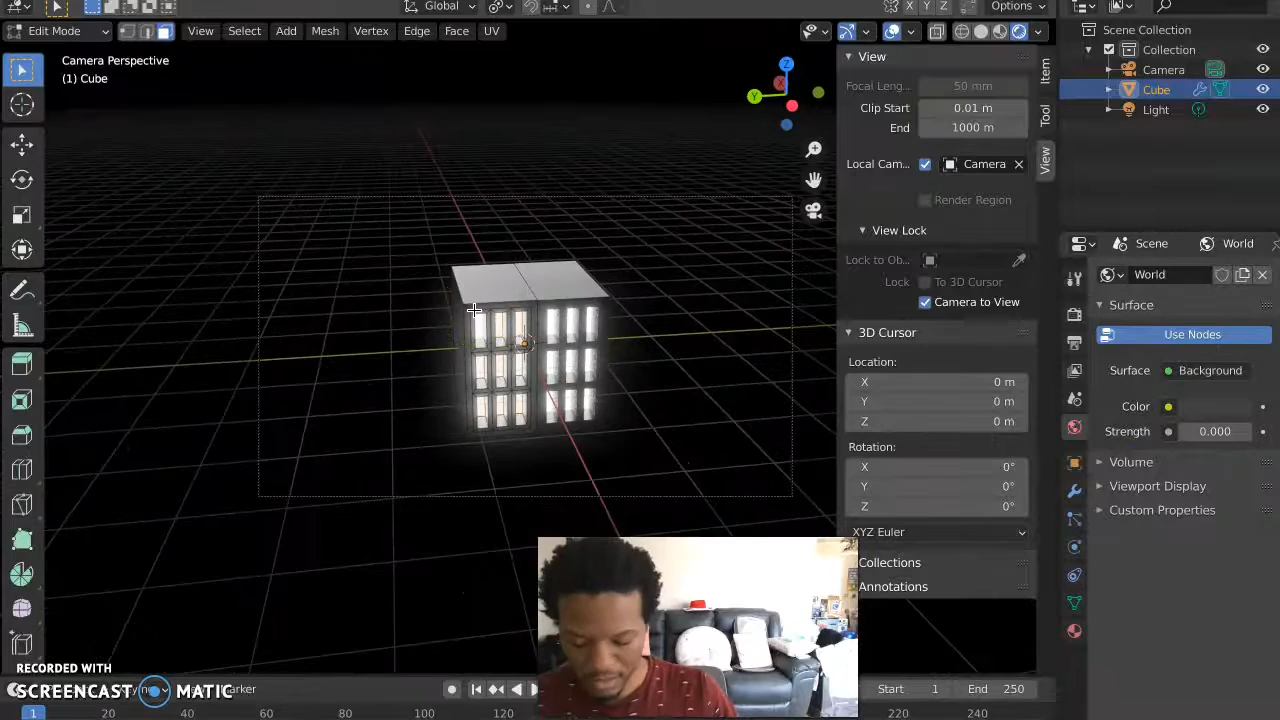 Global
X Y Z
Options
Edit Mode
View Select Add Mesh Vertex Edge Face UV
Camera Perspective
(1) Cube
Z
X
Y
View
Focal Leng... 50 mm
Clip Start 0.01 m
End 1000 m
Local Cam... Camera
Render Region
View Lock
Lock to Ob...
Lock To 3D Cursor
Camera to View
3D Cursor
Location:
X 0 m
Y 0 m
Z 0 m
Rotation:
X 0°
Y 0°
Z 0°
XYZ Euler
Collections
Annotations
Item
Tool
View
Scene Collection
Collection
Camera
Cube
Light
Scene World
World
Surface
Use Nodes
Surface Background
Color
Strength 0.000
Volume
Viewport Display
Custom Properties
RECORDED WITH
SCREENCAST MATIC
Marker
Start 1 End 250
1 20 40 60 80 100 120 220 240